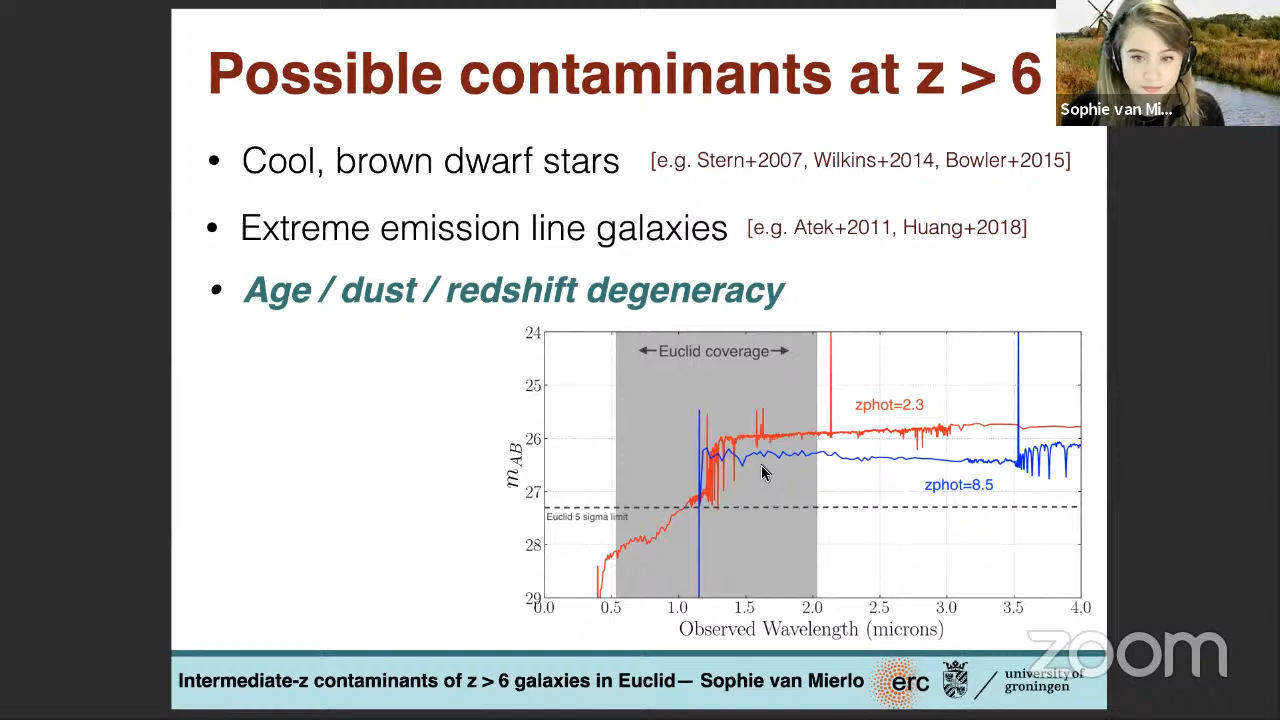 Possible contaminants at z > 6
Sophie van Mi...
• Cool, brown dwarf stars [e.g. Stern+2007, Wilkins+2014, Bowler+2015]
• Extreme emission line galaxies [e.g. Atek+2011, Huang+2018]
• Age / dust / redshift degeneracy
24
Euclid coverage
25
zphot=2.3
26
m_AB
zphot=8.5
27
Euclid 5 sigma limit
28
29
0.0 0.5 1.0 1.5 2.0 2.5 3.0 3.5 4.0
Observed Wavelength (microns)
zoom
Intermediate-z contaminants of z > 6 galaxies in Euclid— Sophie van Mierlo
erc
university of
groningen